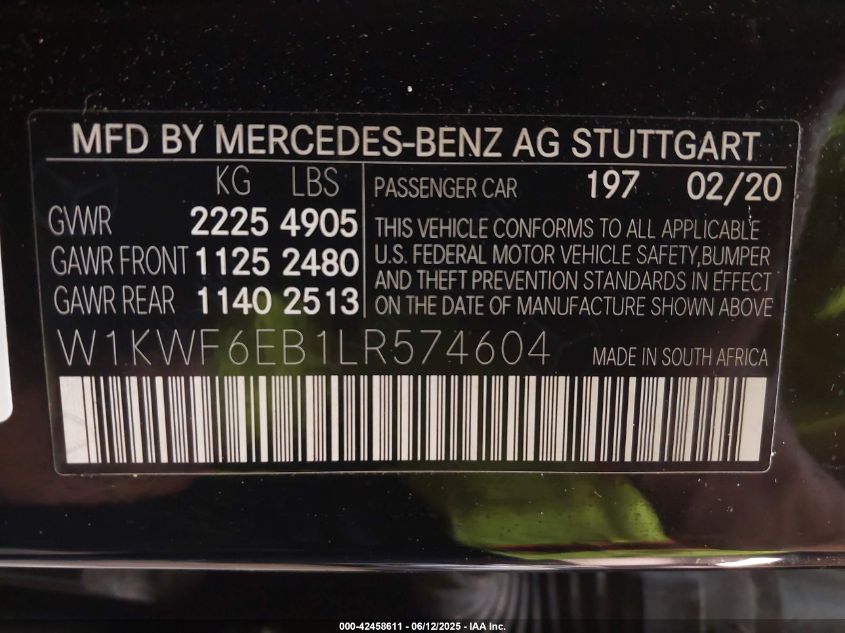 MFD BY MERCEDES-BENZ AG STUTTGART
KG LBS
GVWR 2225 4905
GAWR FRONT 1125 2480
GAWR REAR 1140 2513
PASSENGER CAR 197 02/20
THIS VEHICLE CONFORMS TO ALL APPLICABLE
U.S. FEDERAL MOTOR VEHICLE SAFETY, BUMPER
AND THEFT PREVENTION STANDARDS IN EFFECT
ON THE DATE OF MANUFACTURE SHOWN ABOVE
W1KWF6EB1LR574604 MADE IN SOUTH AFRICA
000-42458611 - 06/12/2025 - IAA Inc.